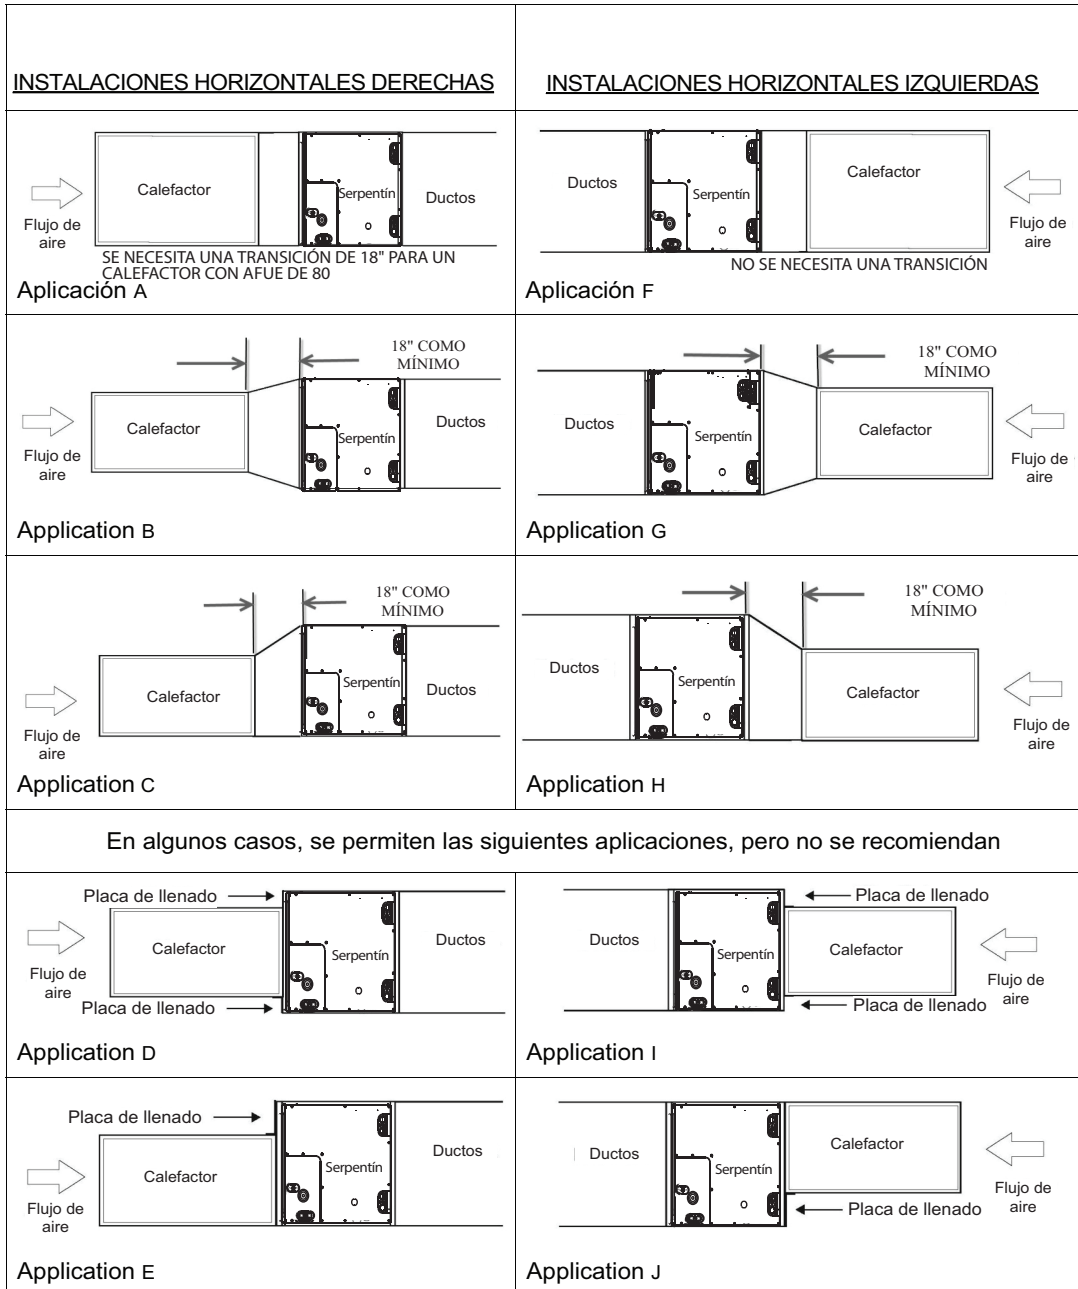 INSTALACIONES HORIZONTALES DERECHAS
INSTALACIONES HORIZONTALES IZQUIERDAS
Calefactor
Serpentín
Ductos
Flujo de
aire
SE NECESITA UNA TRANSICIÓN DE 18" PARA UN
CALEFACTOR CON AFUE DE 80
Aplicación A
Ductos
Serpentín
Calefactor
Flujo de
aire
NO SE NECESITA UNA TRANSICIÓN
Aplicación F
18" COMO
MÍNIMO
Calefactor
Serpentín
Ductos
Flujo de
aire
Application B
18" COMO
MÍNIMO
Ductos
Serpentín
Calefactor
Flujo de
aire
Application G
18" COMO
MÍNIMO
Calefactor
Serpentín
Ductos
Flujo de
aire
Application C
18" COMO
MÍNIMO
Ductos
Serpentín
Calefactor
Flujo de
aire
Application H
En algunos casos, se permiten las siguientes aplicaciones, pero no se recomiendan
Placa de llenado
Calefactor
Serpentín
Ductos
Flujo de
aire
Placa de llenado
Application D
Placa de llenado
Ductos
Serpentín
Calefactor
Flujo de
aire
Placa de llenado
Application I
Placa de llenado
Calefactor
Serpentín
Ductos
Flujo de
aire
Application E
Ductos
Serpentín
Calefactor
Flujo de
aire
Placa de llenado
Application J